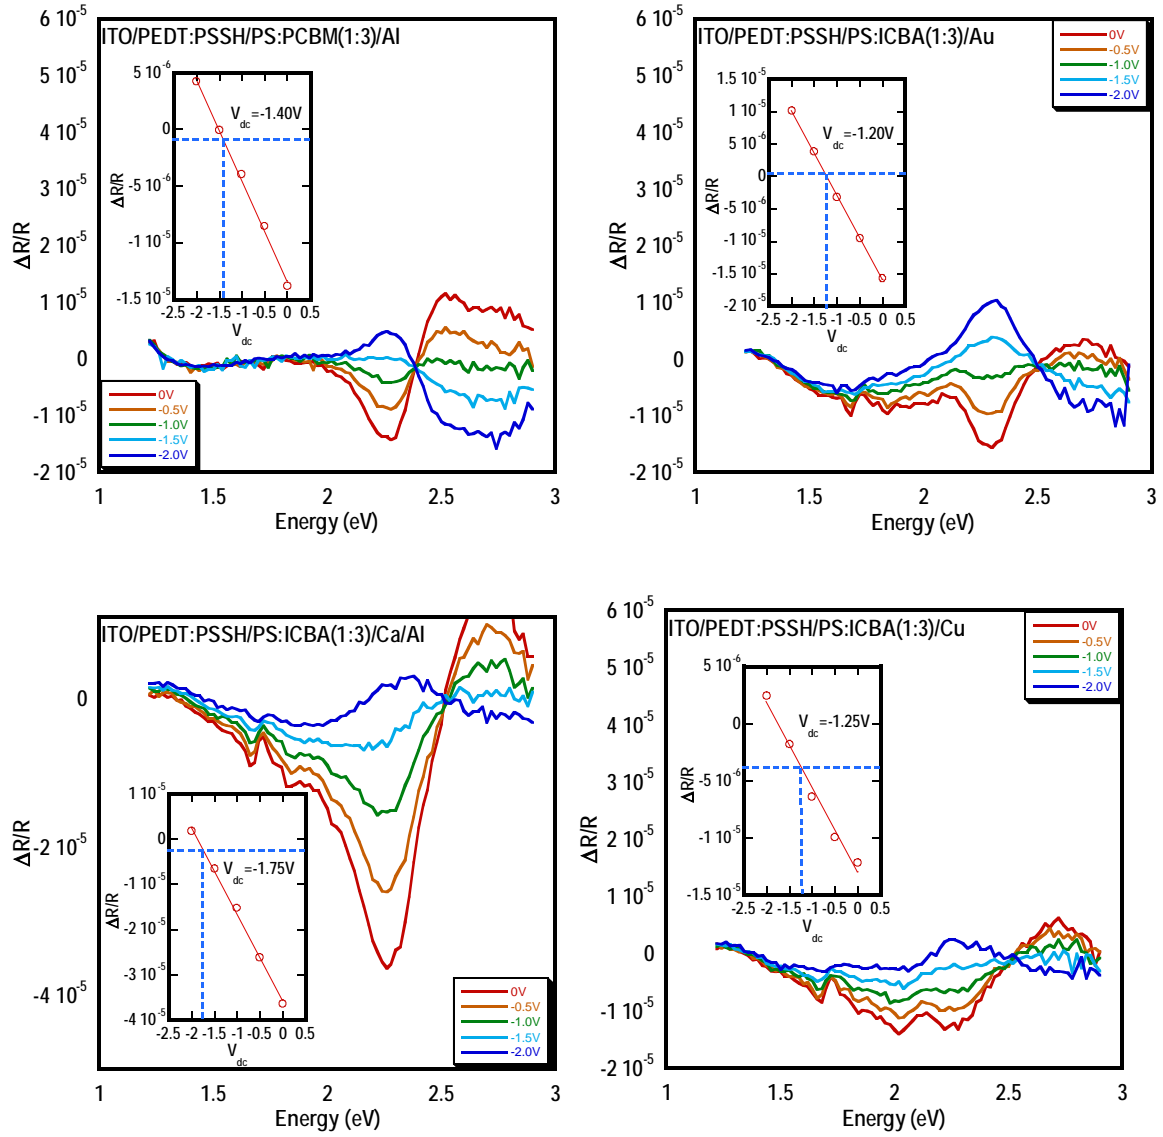 ITO/PEDT:PSSH/PS:PCBM(1:3)/Al
6 10-5
5 10-5
4 10-5
3 10-5
2 10-5
1 10-5
0
-1 10-5
-2 10-5
ΔR/R
1 1.5 2 2.5 3
Energy (eV)
5 10-6
0
-5 10-6
-1 10-5
-1.5 10-5
ΔR/R
-2.5 -2 -1.5 -1 -0.5 0 0.5
Vdc
Vdc=-1.40V
0V
-0.5V
-1.0V
-1.5V
-2.0V
ITO/PEDT:PSSH/PS:ICBA(1:3)/Au
6 10-5
5 10-5
4 10-5
3 10-5
2 10-5
1 10-5
0
-1 10-5
-2 10-5
ΔR/R
1 1.5 2 2.5 3
Energy (eV)
1.5 10-5
1 10-5
5 10-6
0
-5 10-6
-1 10-5
-1.5 10-5
-2 10-5
ΔR/R
-2.5 -2 -1.5 -1 -0.5 0 0.5
Vdc
Vdc=-1.20V
0V
-0.5V
-1.0V
-1.5V
-2.0V
ITO/PEDT:PSSH/PS:ICBA(1:3)/Ca/Al
0
-2 10-5
-4 10-5
ΔR/R
1 1.5 2 2.5 3
Energy (eV)
1 10-5
0
-1 10-5
-2 10-5
-3 10-5
-4 10-5
ΔR/R
-2.5 -2 -1.5 -1 -0.5 0 0.5
Vdc
Vdc=-1.75V
0V
-0.5V
-1.0V
-1.5V
-2.0V
ITO/PEDT:PSSH/PS:ICBA(1:3)/Cu
6 10-5
5 10-5
4 10-5
3 10-5
2 10-5
1 10-5
0
-1 10-5
-2 10-5
ΔR/R
1 1.5 2 2.5 3
Energy (eV)
5 10-6
0
-5 10-6
-1 10-5
-1.5 10-5
ΔR/R
-2.5 -2 -1.5 -1 -0.5 0 0.5
Vdc
Vdc=-1.25V
0V
-0.5V
-1.0V
-1.5V
-2.0V